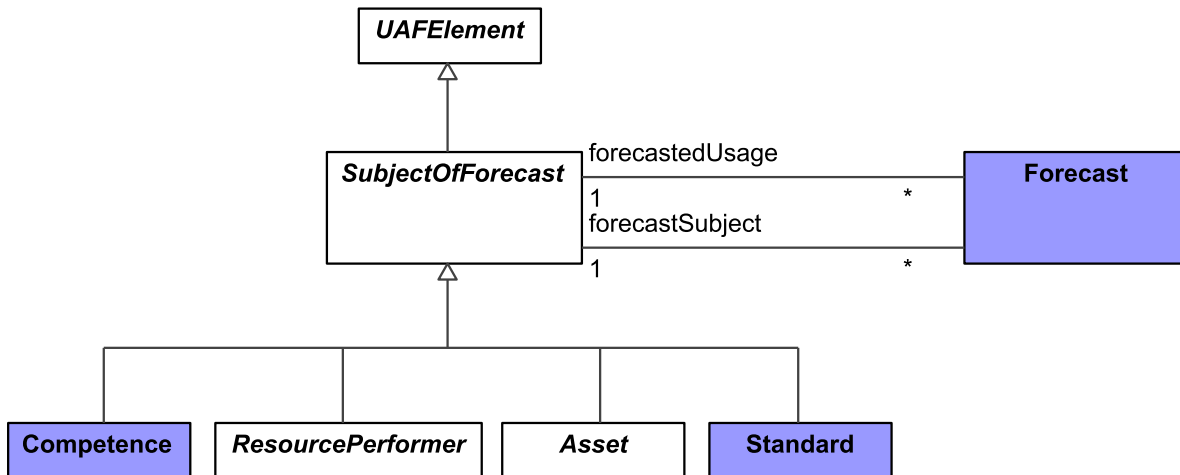 UAFElement
SubjectOfForecast
forecastedUsage
Forecast
1
*
forecastSubject
1
*
Competence
ResourcePerformer
Asset
Standard